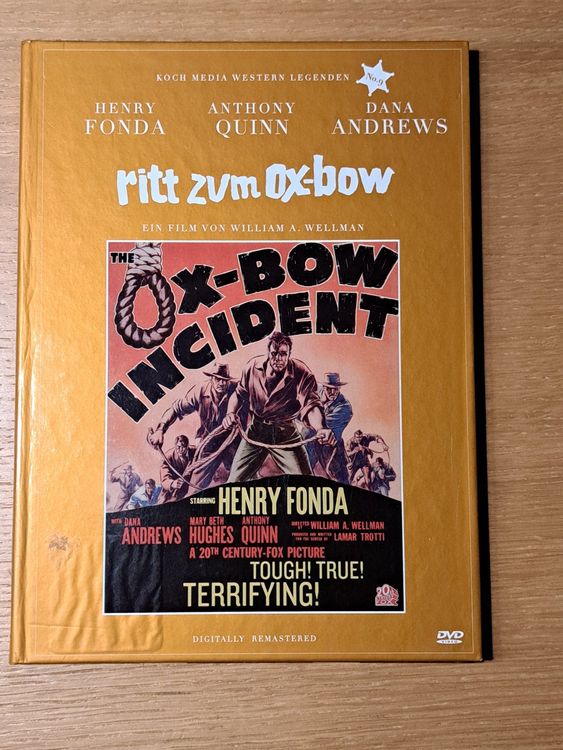 KOCH MEDIA WESTERN LEGENDEN No. 9
HENRY FONDA ANTHONY QUINN DANA ANDREWS
ritt zum OX-bow
EIN FILM VON WILLIAM A. WELLMAN
THE OX-BOW
INCIDENT
STARRING HENRY FONDA
WITH DANA ANDREWS MARY BETH HUGHES ANTHONY QUINN
DIRECTED BY WILLIAM A. WELLMAN
PRODUCED AND WRITTEN FOR THE SCREEN BY LAMAR TROTTI
A 20TH CENTURY-FOX PICTURE
TOUGH! TRUE!
TERRIFYING!
20TH CENTURY FOX
DIGITALLY REMASTERED
DVD
VIDEO